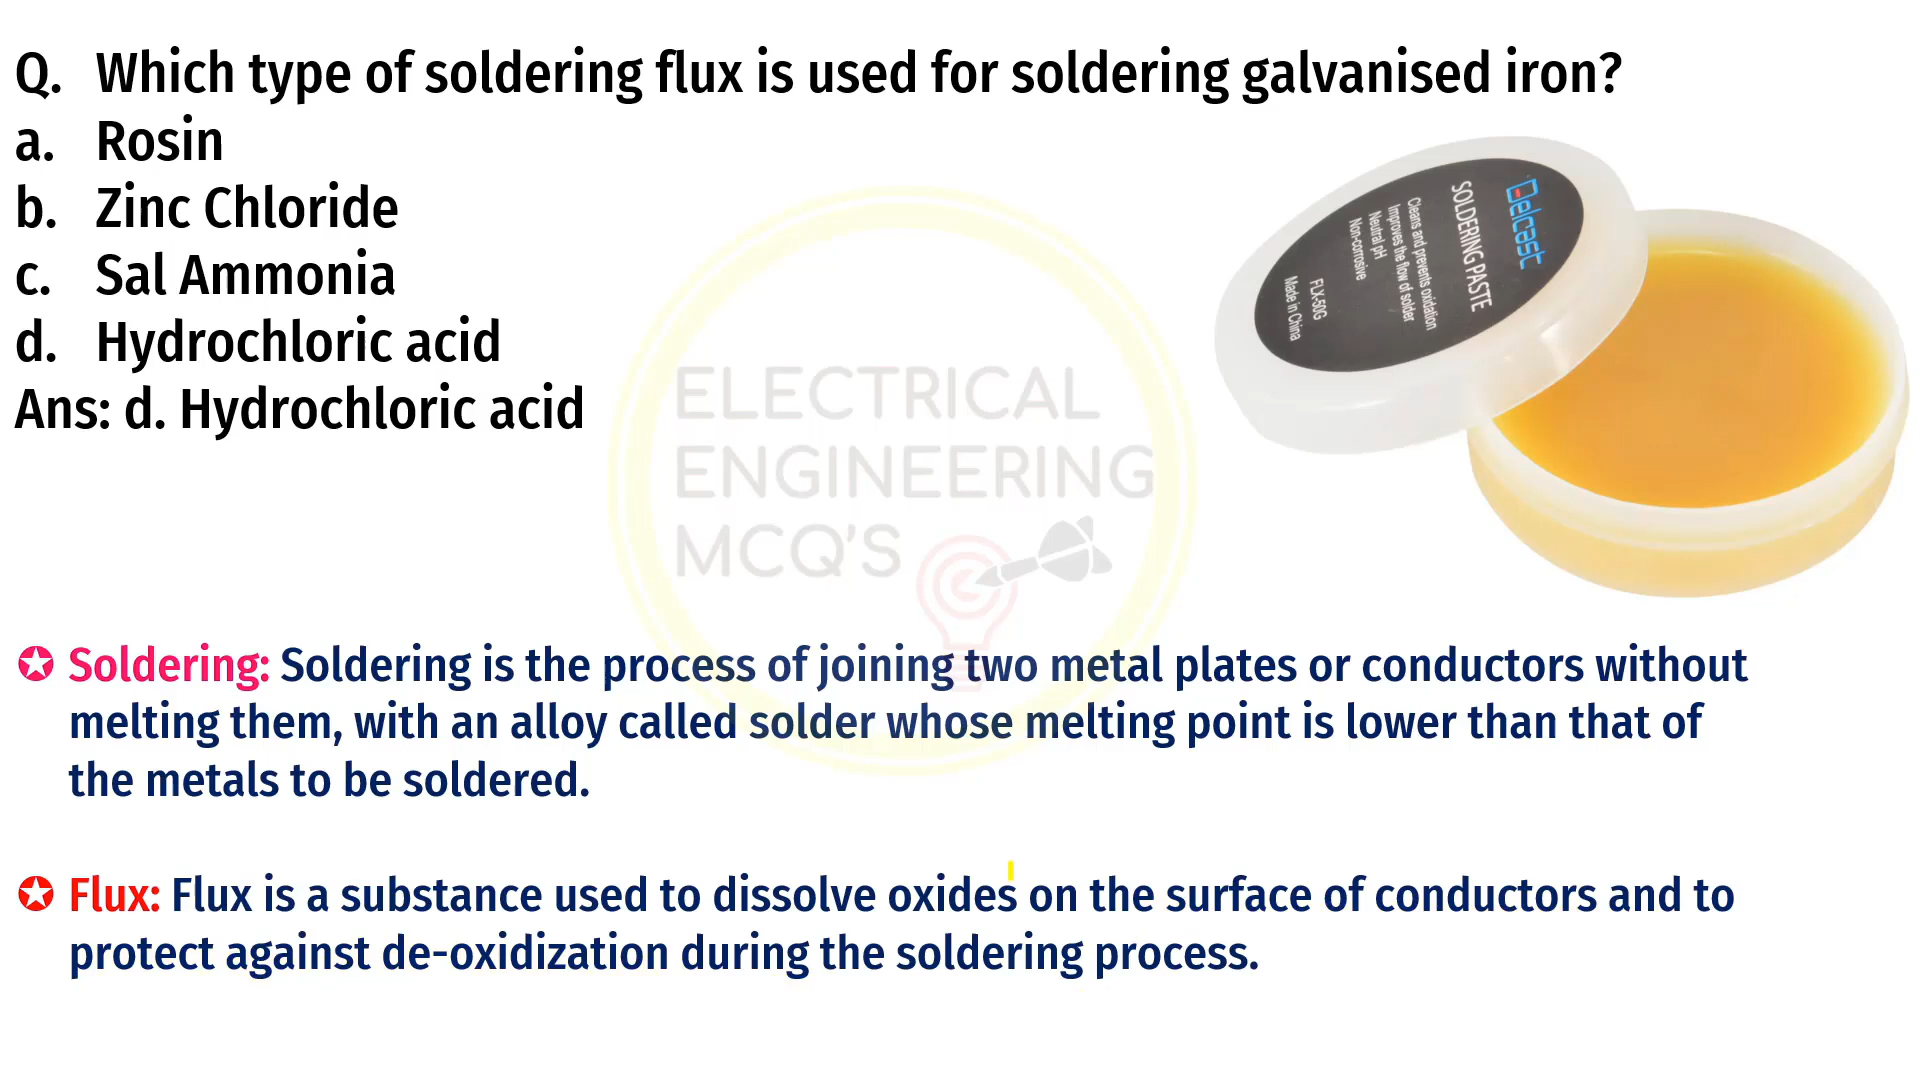 Q. Which type of soldering flux is used for soldering galvanised iron?
a. Rosin
b. Zinc Chloride
c. Sal Ammonia
d. Hydrochloric acid
Ans: d. Hydrochloric acid
Delcast
SOLDERING PASTE
Cleans and prevents oxidation
Improves the flow of solder
Neutral pH
Non-corrosive
FLX-50G
Made in China
ELECTRICAL
ENGINEERING
MCQ'S
Soldering: Soldering is the process of joining two metal plates or conductors without
melting them, with an alloy called solder whose melting point is lower than that of
the metals to be soldered.
Flux: Flux is a substance used to dissolve oxides on the surface of conductors and to
protect against de-oxidization during the soldering process.